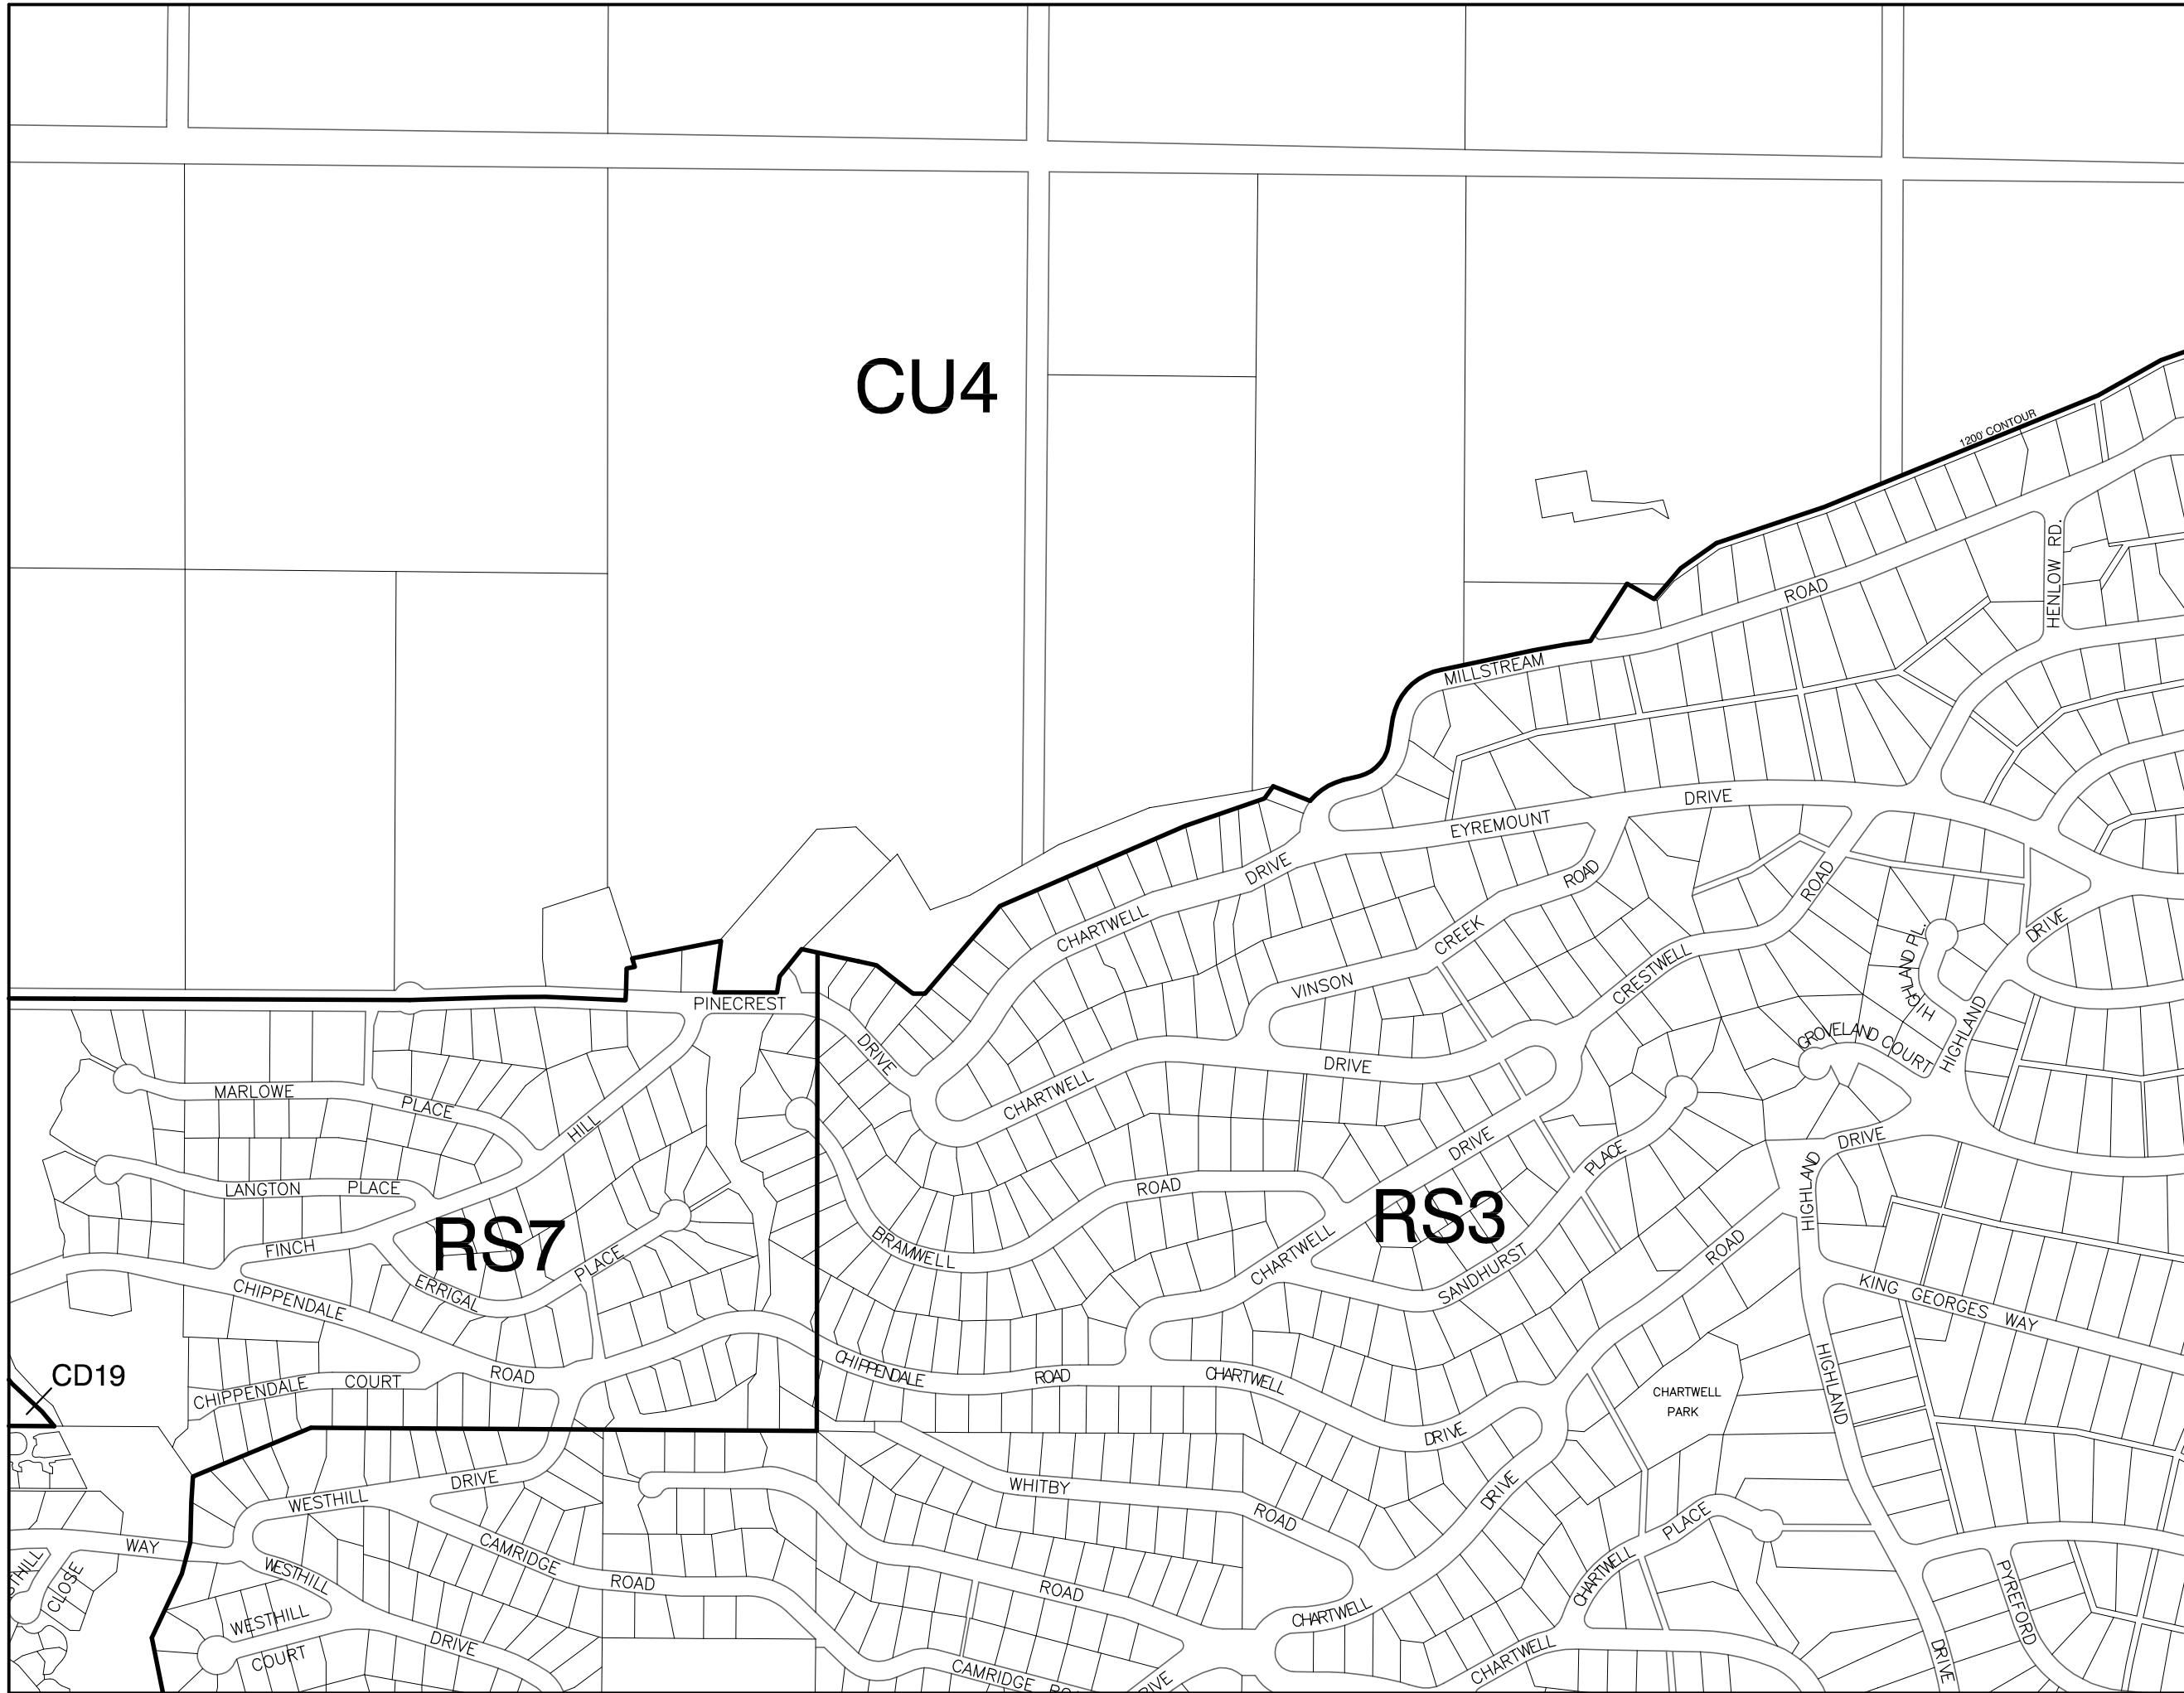 CU4
1200' CONTOUR
HENLOW RD.
ROAD
MILLSTREAM
DRIVE
EYREMOUNT
DRIVE
ROAD
ROAD
CHARTWELL
CREEK
DRIVE
HIGHLAND PL.
CRESTWELL
VINSON
PINECREST
HIGHLAND
GROVELAND COURT
DRIVE
DRIVE
MARLOWE
CHARTWELL
PLACE
HILL
DRIVE
DRIVE
PLACE
LANGTON
PLACE
ROAD
HIGHLAND
RS7
RS3
FINCH
BRAMWELL
ROAD
PLACE
CHARTWELL
SANDHURST
ERRIGAL
CHIPPENDALE
KING GEORGES WAY
CD19
CHIPPENDALE
COURT
ROAD
CHIPPENDALE
ROAD
CHARTWELL
HIGHLAND
CHARTWELL
PARK
DRIVE
DRIVE
WESTHILL
WHITBY
DRIVE
ROAD
PLACE
WAY
CAMRIDGE
CLOSE
WESTHILL
ROAD
ROAD
CHARTWELL
PYREFORD
WESTHILL
CHARTWELL
COURT
DRIVE
CAMRIDGE
CHARTWELL
DRIVE